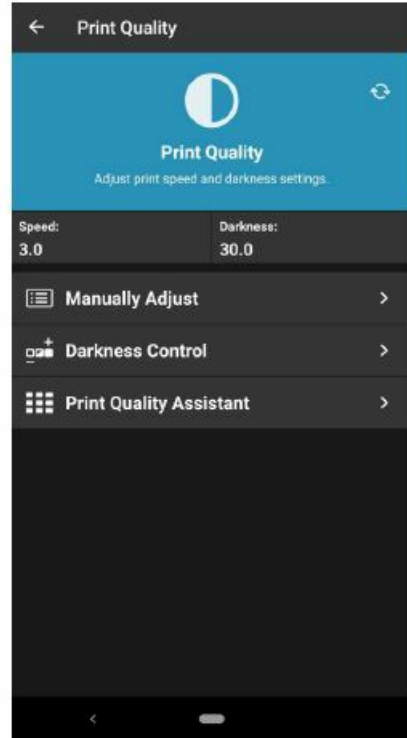 Print Quality
Print Quality
Adjust print speed and darkness settings.
Speed:
3.0
Darkness:
30.0
Manually Adjust
Darkness Control
Print Quality Assistant